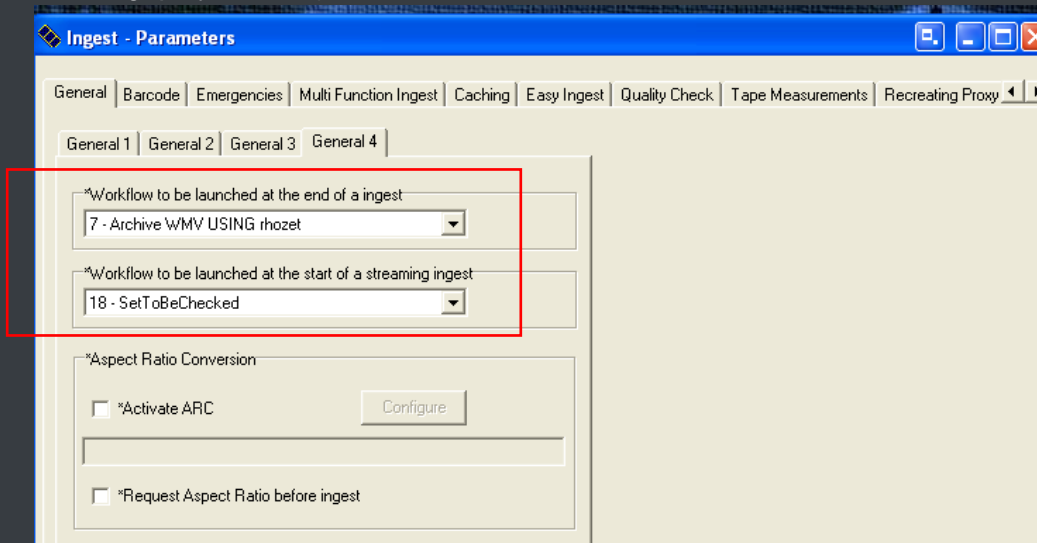 Ingest - Parameters
General Barcode Emergencies Multi Function Ingest Caching Easy Ingest Quality Check Tape Measurements Recreating Proxy
General 1 General 2 General 3 General 4
*Workflow to be launched at the end of a ingest
7 - Archive WMV USING rhozet
*Workflow to be launched at the start of a streaming ingest
18 - SetToBeChecked
*Aspect Ratio Conversion
*Activate ARC Configure
*Request Aspect Ratio before ingest